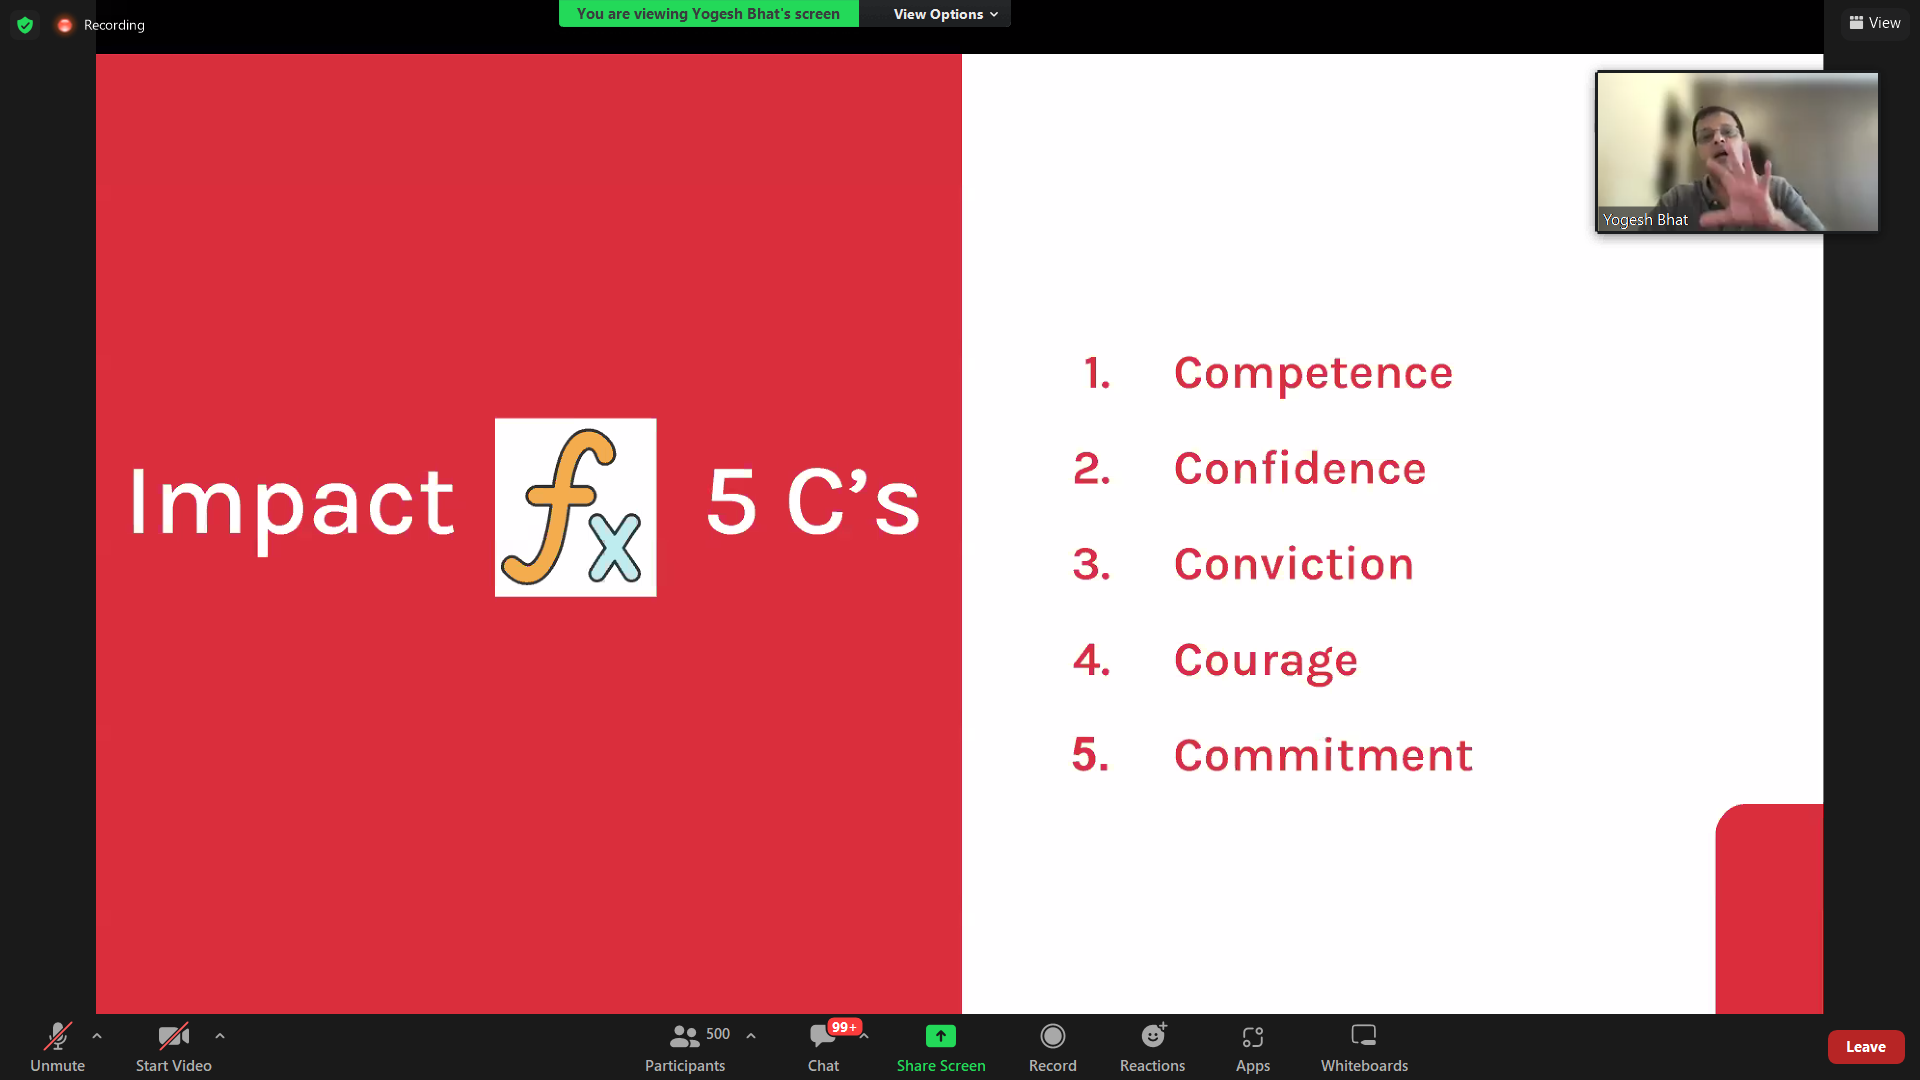 Recording
You are viewing Yogesh Bhat's screen
View Options
View
Yogesh Bhat
Impact fx 5 C’s
1. Competence
2. Confidence
3. Conviction
4. Courage
5. Commitment
Unmute
Start Video
500
Participants
99+
Chat
Share Screen
Record
Reactions
Apps
Whiteboards
Leave